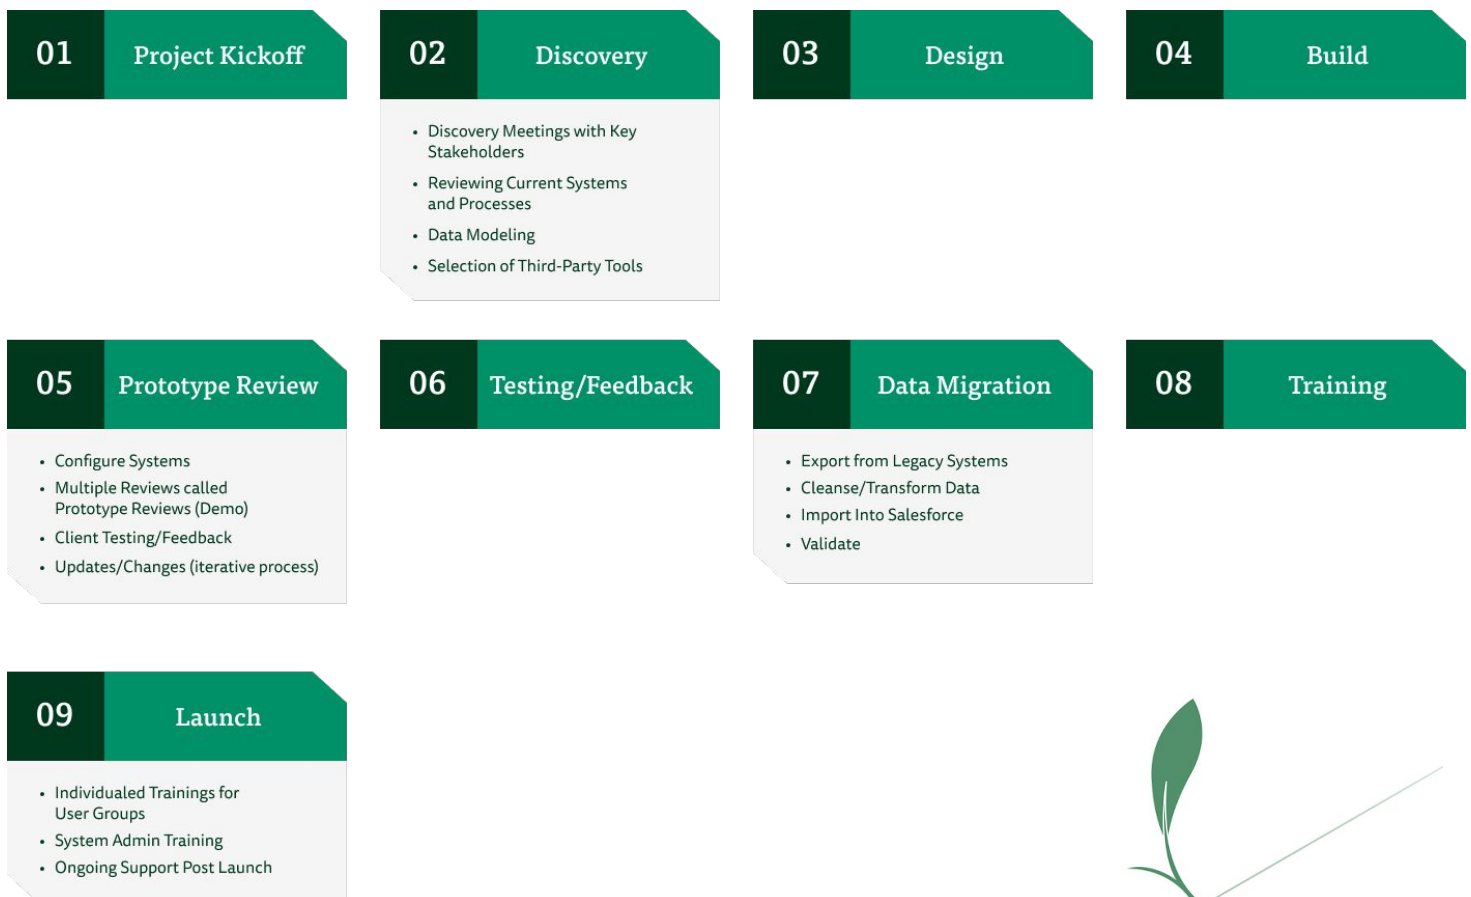 01 Project Kickoff
02 Discovery
03 Design
04 Build
• Discovery Meetings with Key
Stakeholders
• Reviewing Current Systems
and Processes
• Data Modeling
• Selection of Third-Party Tools
05 Prototype Review
06 Testing/Feedback
07 Data Migration
08 Training
• Configure Systems
• Multiple Reviews called
Prototype Reviews (Demo)
• Client Testing/Feedback
• Updates/Changes (iterative process)
• Export from Legacy Systems
• Cleanse/Transform Data
• Import Into Salesforce
• Validate
09 Launch
• Individualed Trainings for
User Groups
• System Admin Training
• Ongoing Support Post Launch